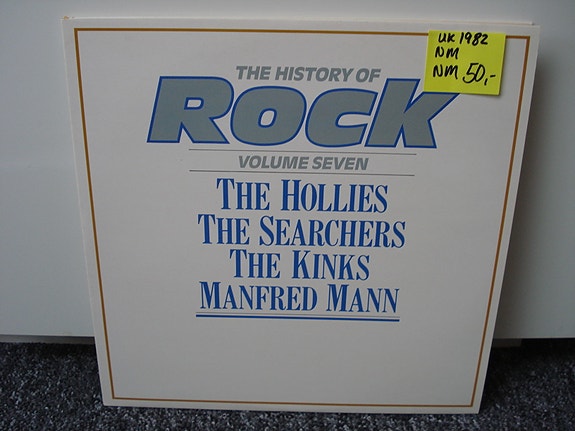 UK 1982
NM
NM 50,-
THE HISTORY OF
ROCK
VOLUME SEVEN
THE HOLLIES
THE SEARCHERS
THE KINKS
MANFRED MANN